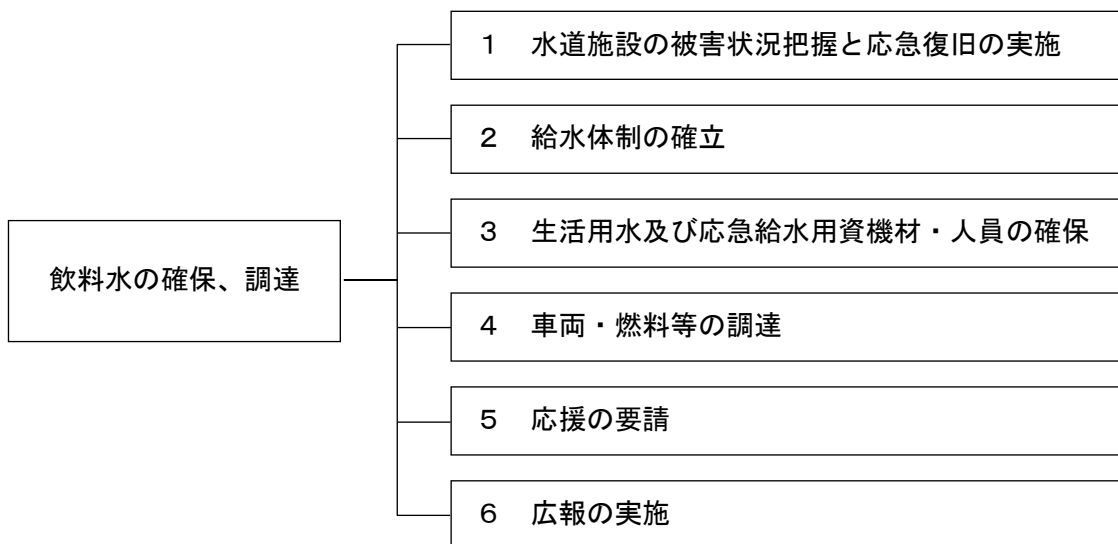 飲料水の確保、調達
１　水道施設の被害状況把握と応急復旧の実施
２　給水体制の確立
３　生活用水及び応急給水用資機材・人員の確保
４　車両・燃料等の調達
５　応援の要請
６　広報の実施